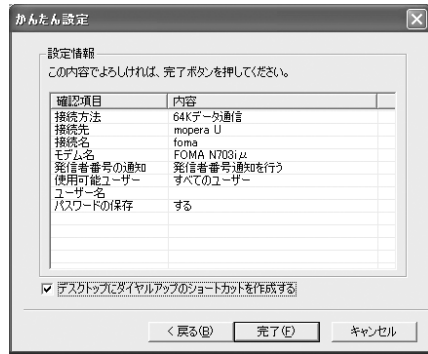 かんたん設定
設定情報
この内容でよろしければ、完了ボタンを押してください。
確認項目 内容
接続方法 64Kデータ通信
接続先 mopera U
接続名 foma
モデム名 FOMA N703iμ
発信者番号の通知 発信者番号通知を行う
使用可能ユーザー すべてのユーザー
ユーザー名
パスワードの保存 する
デスクトップにダイヤルアップのショートカットを作成する
< 戻る(B) 完了(F) キャンセル